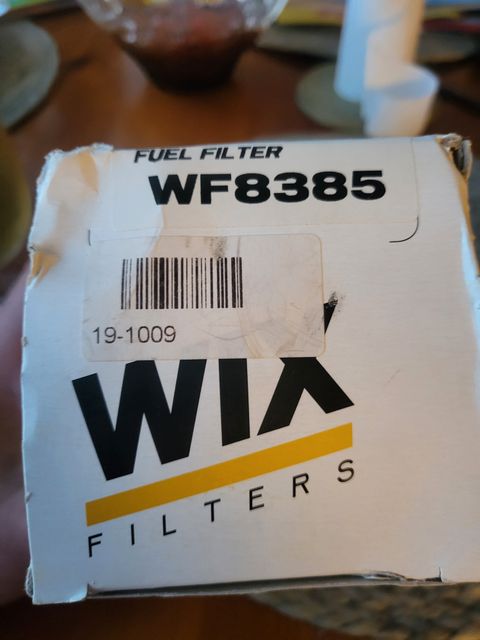 FUEL FILTER
WF8385
19-1009
WIX
FILTERS